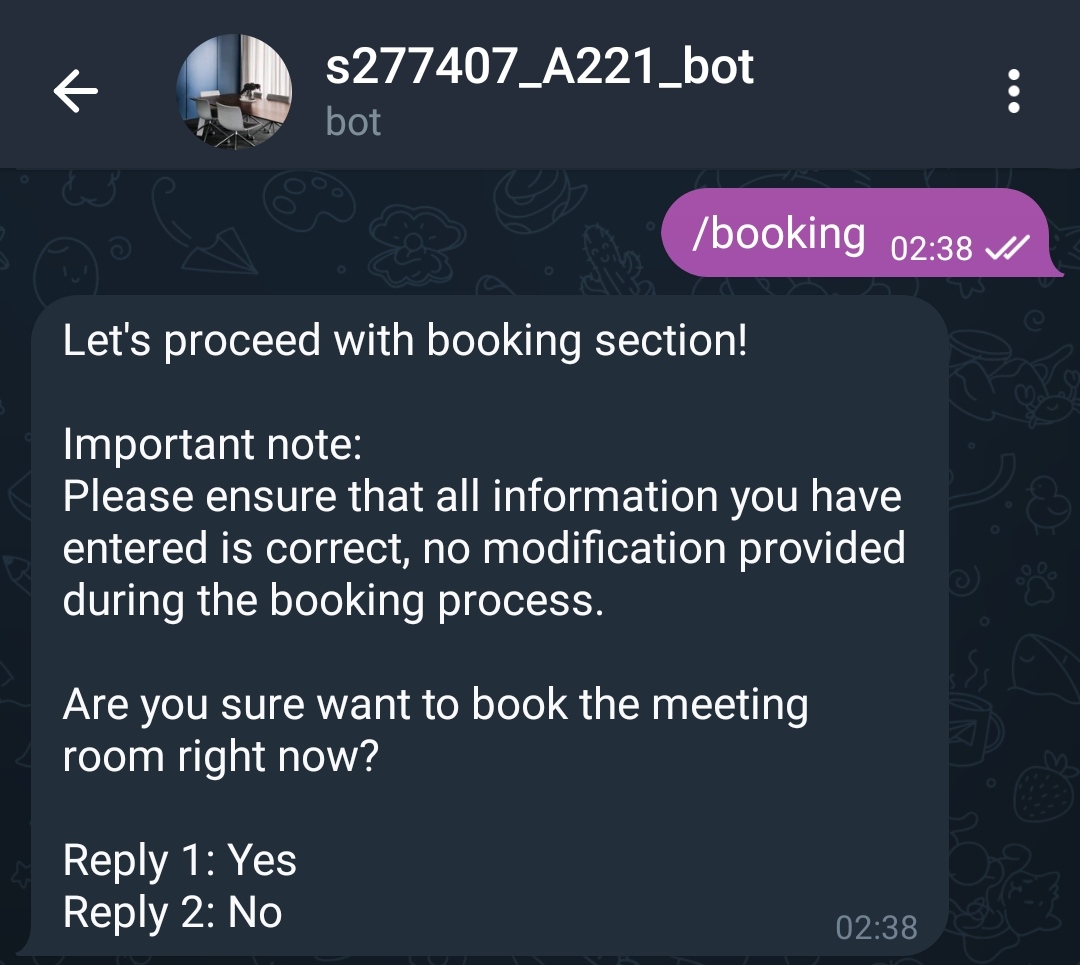 s277407_A221_bot
bot
/booking 02:38
Let's proceed with booking section!
Important note:
Please ensure that all information you have
entered is correct, no modification provided
during the booking process.
Are you sure want to book the meeting
room right now?
Reply 1: Yes
Reply 2: No
02:38